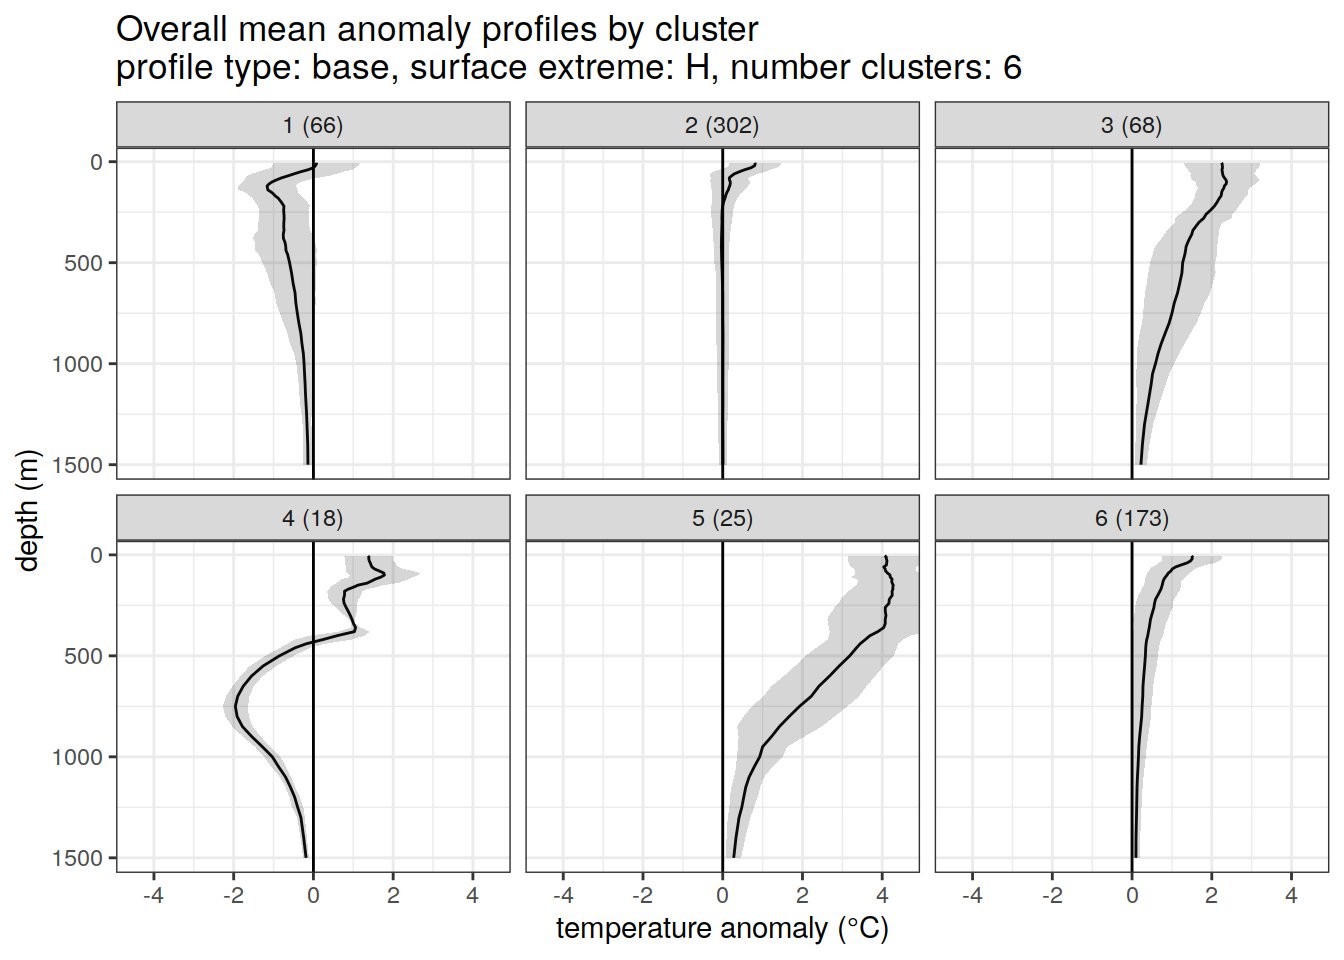 Overall mean anomaly profiles by cluster
profile type: base, surface extreme: H, number clusters: 6
1 (66)
2 (302)
3 (68)
0
500
1000
1500
4 (18)
5 (25)
6 (173)
0
500
1000
1500
depth (m)
-4 -2 0 2 4
-4 -2 0 2 4
-4 -2 0 2 4
temperature anomaly (°C)